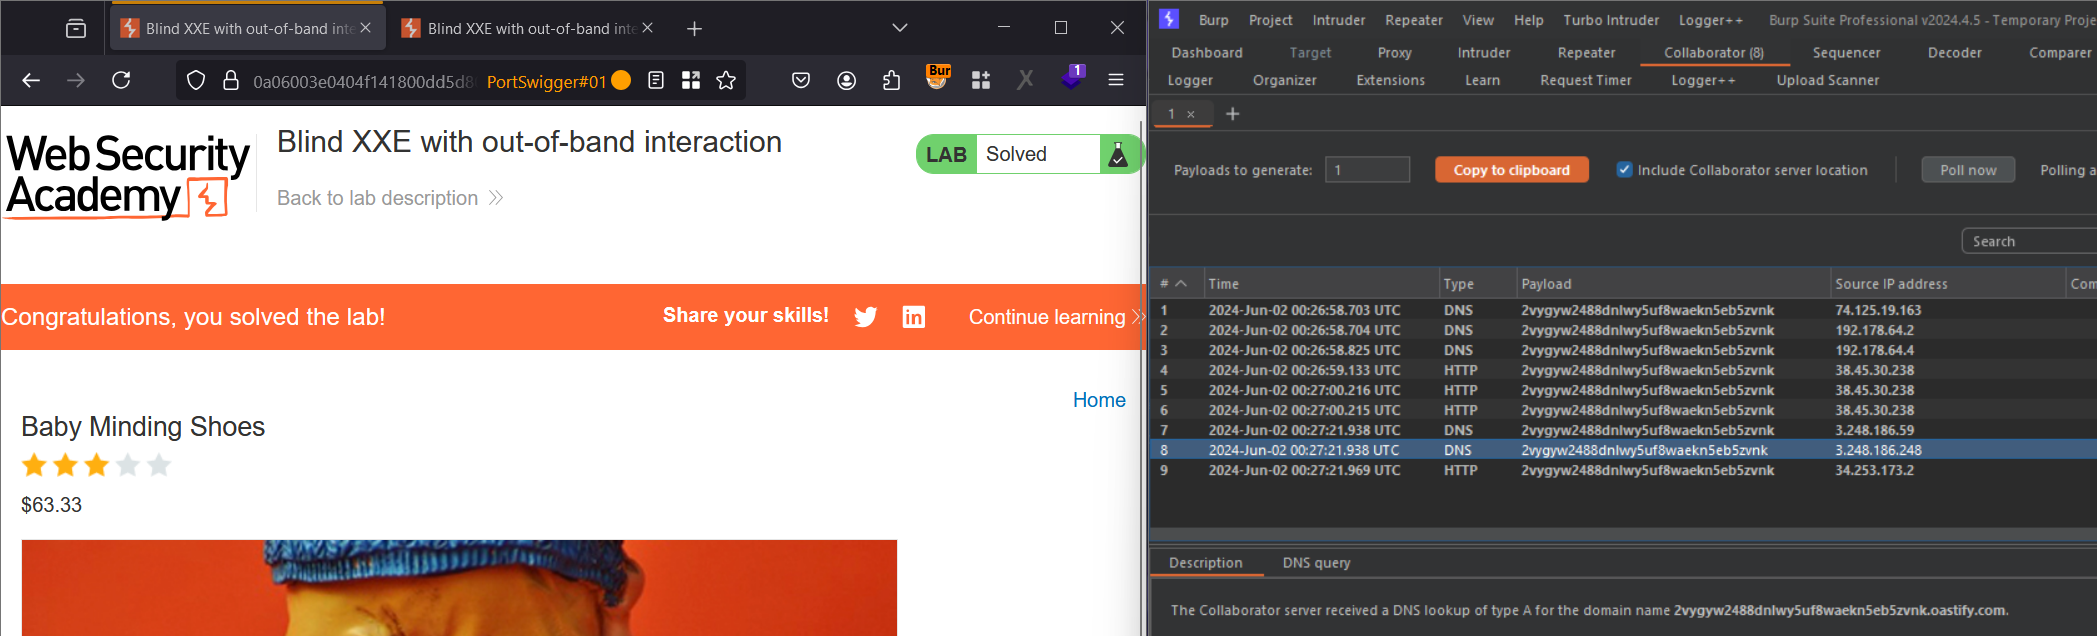 Blind XXE with out-of-band inte
Blind XXE with out-of-band inte
0a06003e0404f141800dd5d8
PortSwigger#01
Bur
1
Web Security
Academy
Blind XXE with out-of-band interaction
Back to lab description
LAB
Solved
Congratulations, you solved the lab!
Share your skills!
in
Continue learning
Home
Baby Minding Shoes
$63.33
Burp Project Intruder Repeater View Help Turbo Intruder Logger++ Burp Suite Professional v2024.4.5 - Temporary Proje
Dashboard Target Proxy Intruder Repeater Collaborator (8) Sequencer Decoder Comparer
Logger Organizer Extensions Learn Request Timer Logger++ Upload Scanner
1 × +
Payloads to generate: 1 Copy to clipboard Include Collaborator server location Poll now Polling a
Search
# Time Type Payload Source IP address Com
1 2024-Jun-02 00:26:58.703 UTC DNS 2vygyw2488dnlwy5uf8waekn5eb5zvnk 74.125.19.163
2 2024-Jun-02 00:26:58.704 UTC DNS 2vygyw2488dnlwy5uf8waekn5eb5zvnk 192.178.64.2
3 2024-Jun-02 00:26:58.825 UTC DNS 2vygyw2488dnlwy5uf8waekn5eb5zvnk 192.178.64.4
4 2024-Jun-02 00:26:59.133 UTC HTTP 2vygyw2488dnlwy5uf8waekn5eb5zvnk 38.45.30.238
5 2024-Jun-02 00:27:00.216 UTC HTTP 2vygyw2488dnlwy5uf8waekn5eb5zvnk 38.45.30.238
6 2024-Jun-02 00:27:00.215 UTC HTTP 2vygyw2488dnlwy5uf8waekn5eb5zvnk 38.45.30.238
7 2024-Jun-02 00:27:21.938 UTC DNS 2vygyw2488dnlwy5uf8waekn5eb5zvnk 3.248.186.59
8 2024-Jun-02 00:27:21.938 UTC DNS 2vygyw2488dnlwy5uf8waekn5eb5zvnk 3.248.186.248
9 2024-Jun-02 00:27:21.969 UTC HTTP 2vygyw2488dnlwy5uf8waekn5eb5zvnk 34.253.173.2
Description DNS query
The Collaborator server received a DNS lookup of type A for the domain name 2vygyw2488dnlwy5uf8waekn5eb5zvnk.oastify.com.